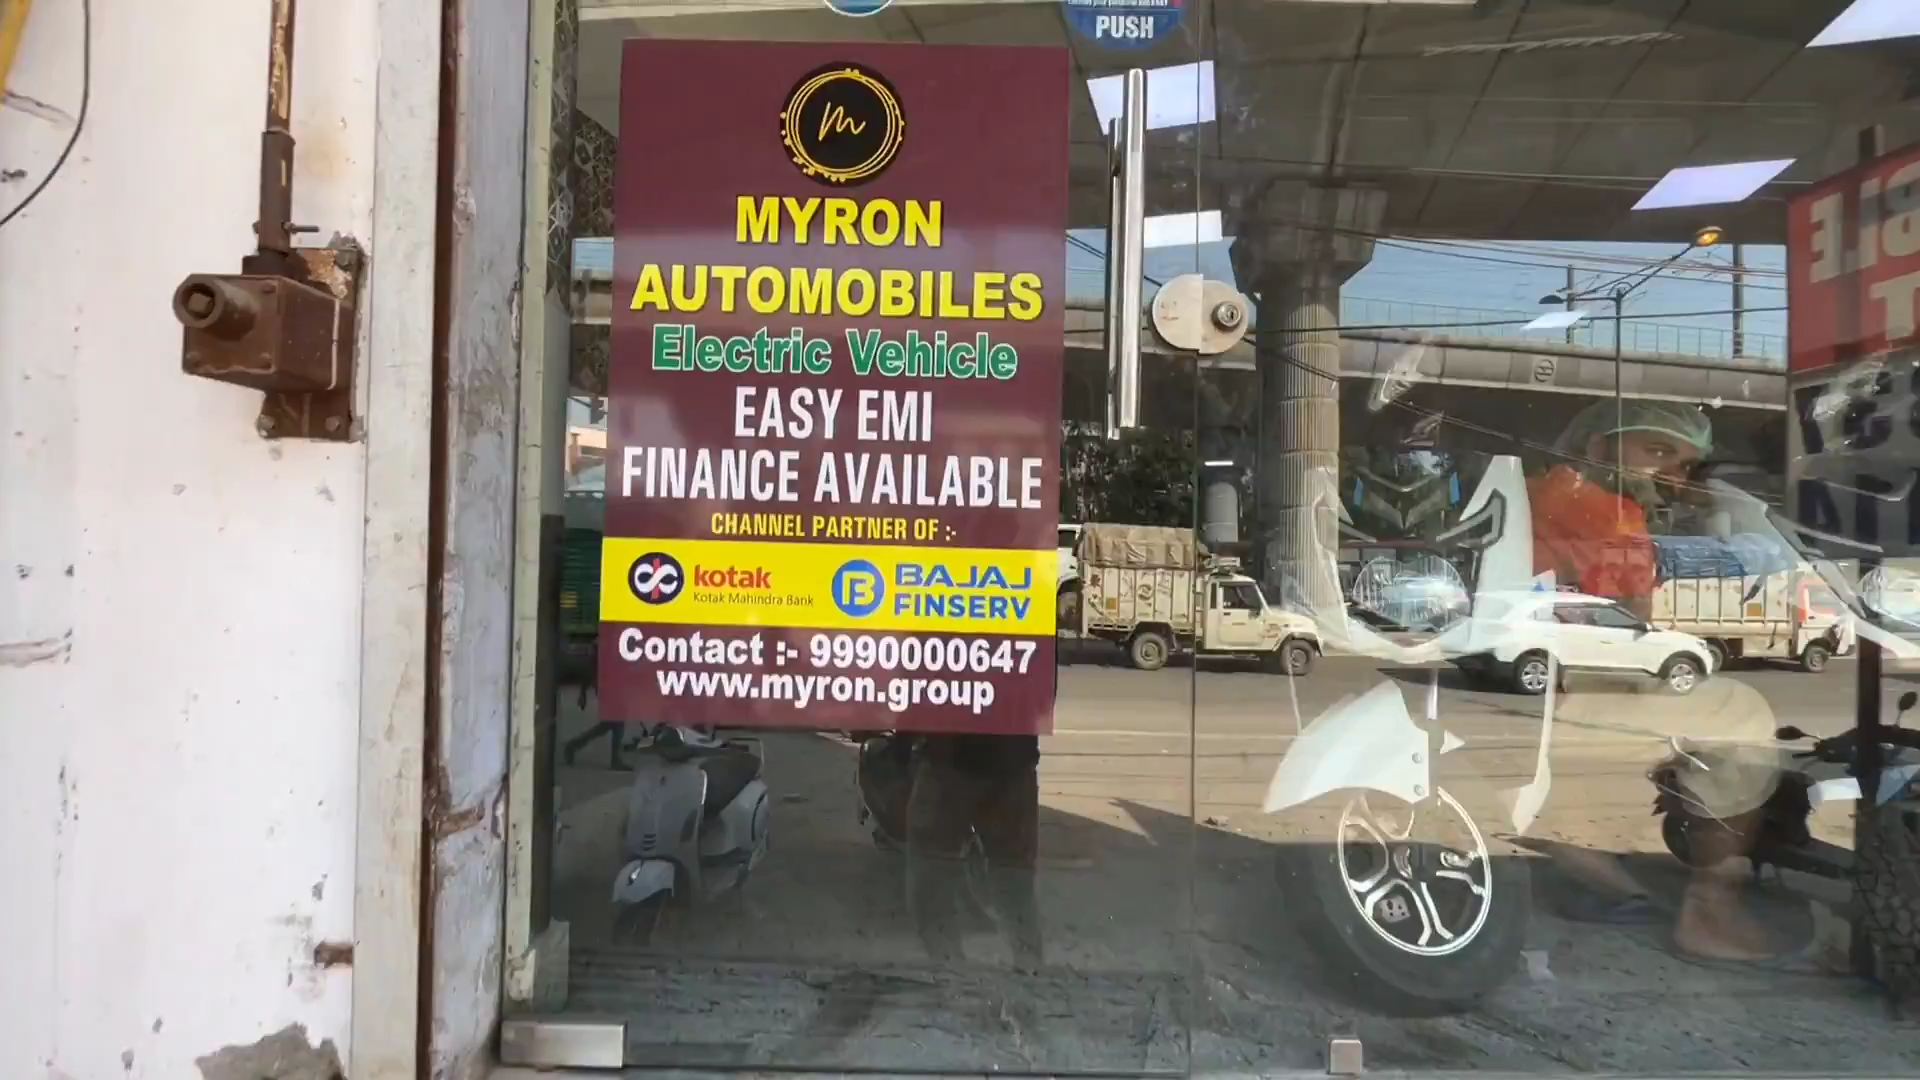 PUSH
m
MYRON
AUTOMOBILES
Electric Vehicle
EASY EMI
FINANCE AVAILABLE
CHANNEL PARTNER OF :-
kotak
Kotak Mahindra Bank
B
BAJAJ
FINSERV
Contact :- 9990000647
www.myron.group